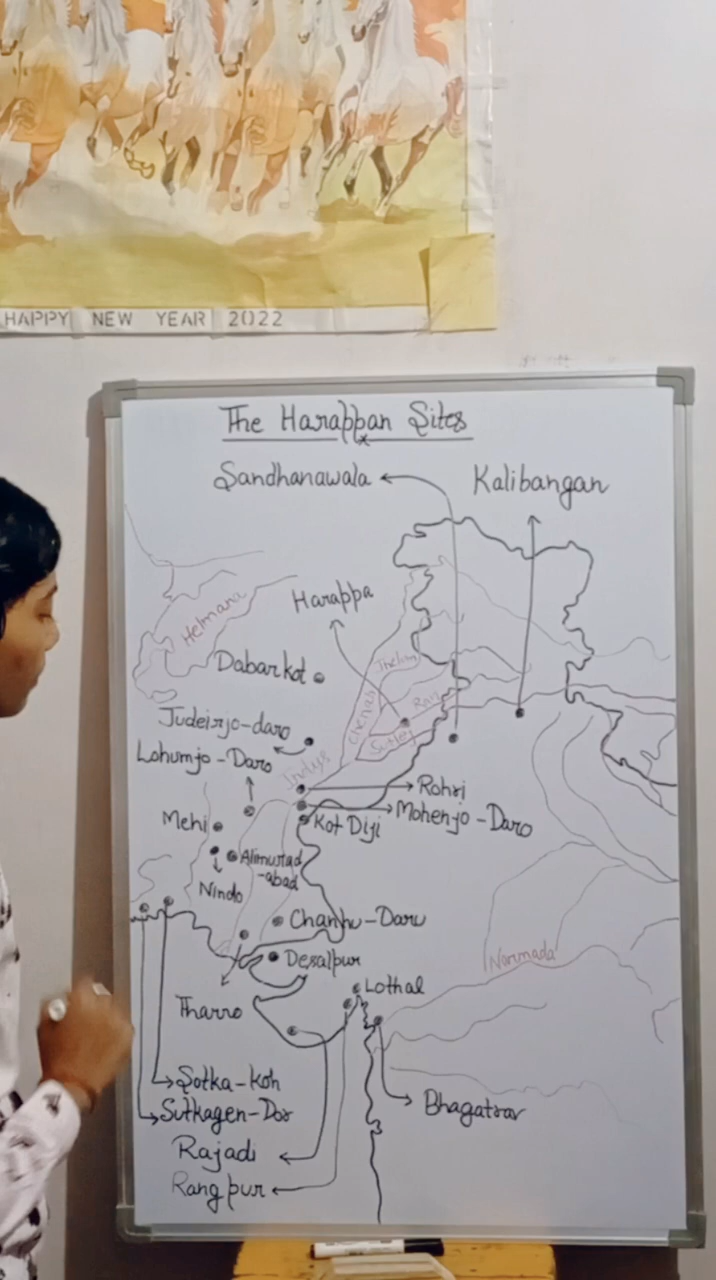 HAPPY NEW YEAR 2022
The Harappan Sites
Sandhanawala
Kalibangan
Harappa
Helmand
Dabarkot
Jhelum
Chenab
Ravi
Sutlej
Judeirjo-daro
Lohumjo-Daro
Indus
Rohri
Mohenjo-Daro
Mehi
Kot Diji
Alimurad
-abad
Nindo
Chanhu-Daru
Desalpur
Narmada
Lothal
Tharro
Sotka-Koh
Sutkagen-Dor
Bhagatrav
Rajadi
Rangpur